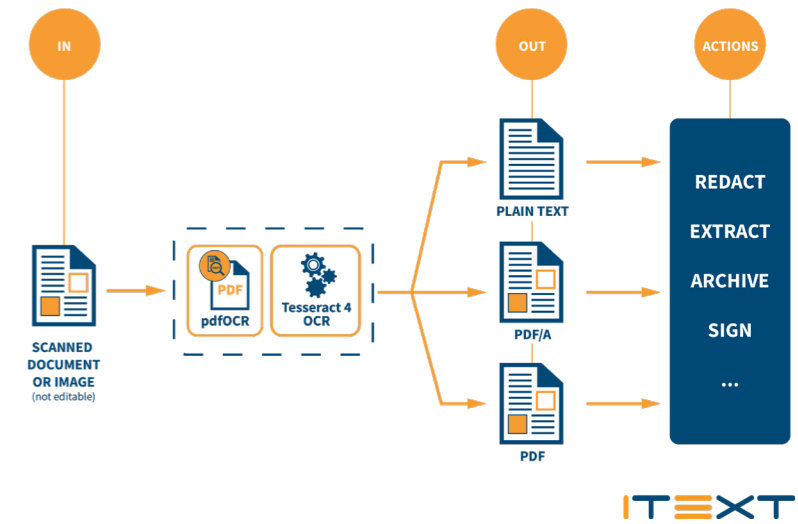 IN
OUT
ACTIONS
PLAIN TEXT
REDACT
EXTRACT
ARCHIVE
SIGN
...
PDF
pdfOCR
Tesseract 4
OCR
SCANNED
DOCUMENT
OR IMAGE
(not editable)
PDF/A
PDF
ITEXT